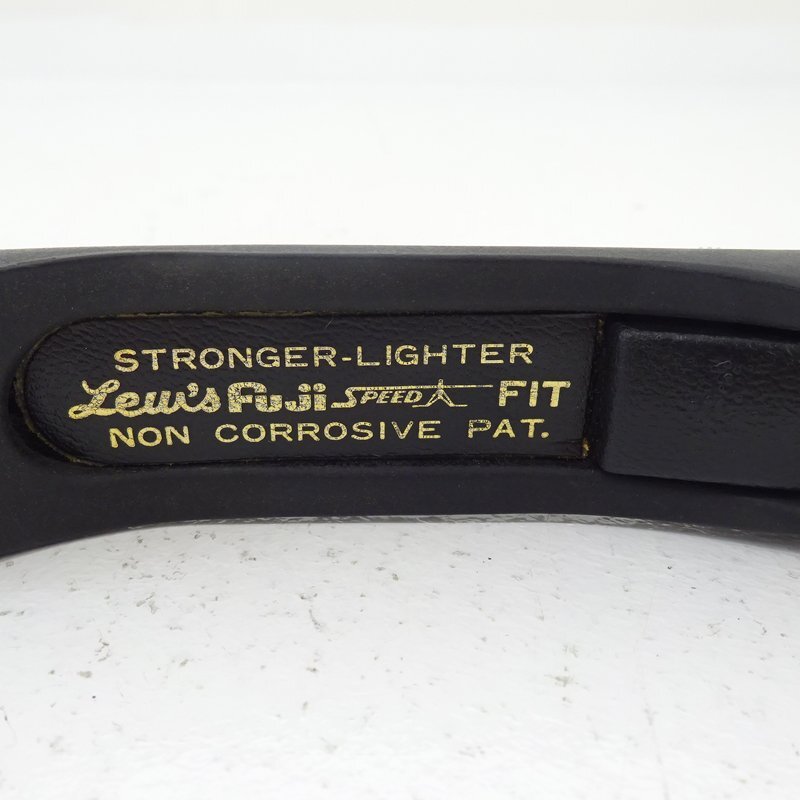 STRONGER-LIGHTER
Lew's Fuji SPEED FIT
NON CORROSIVE PAT.